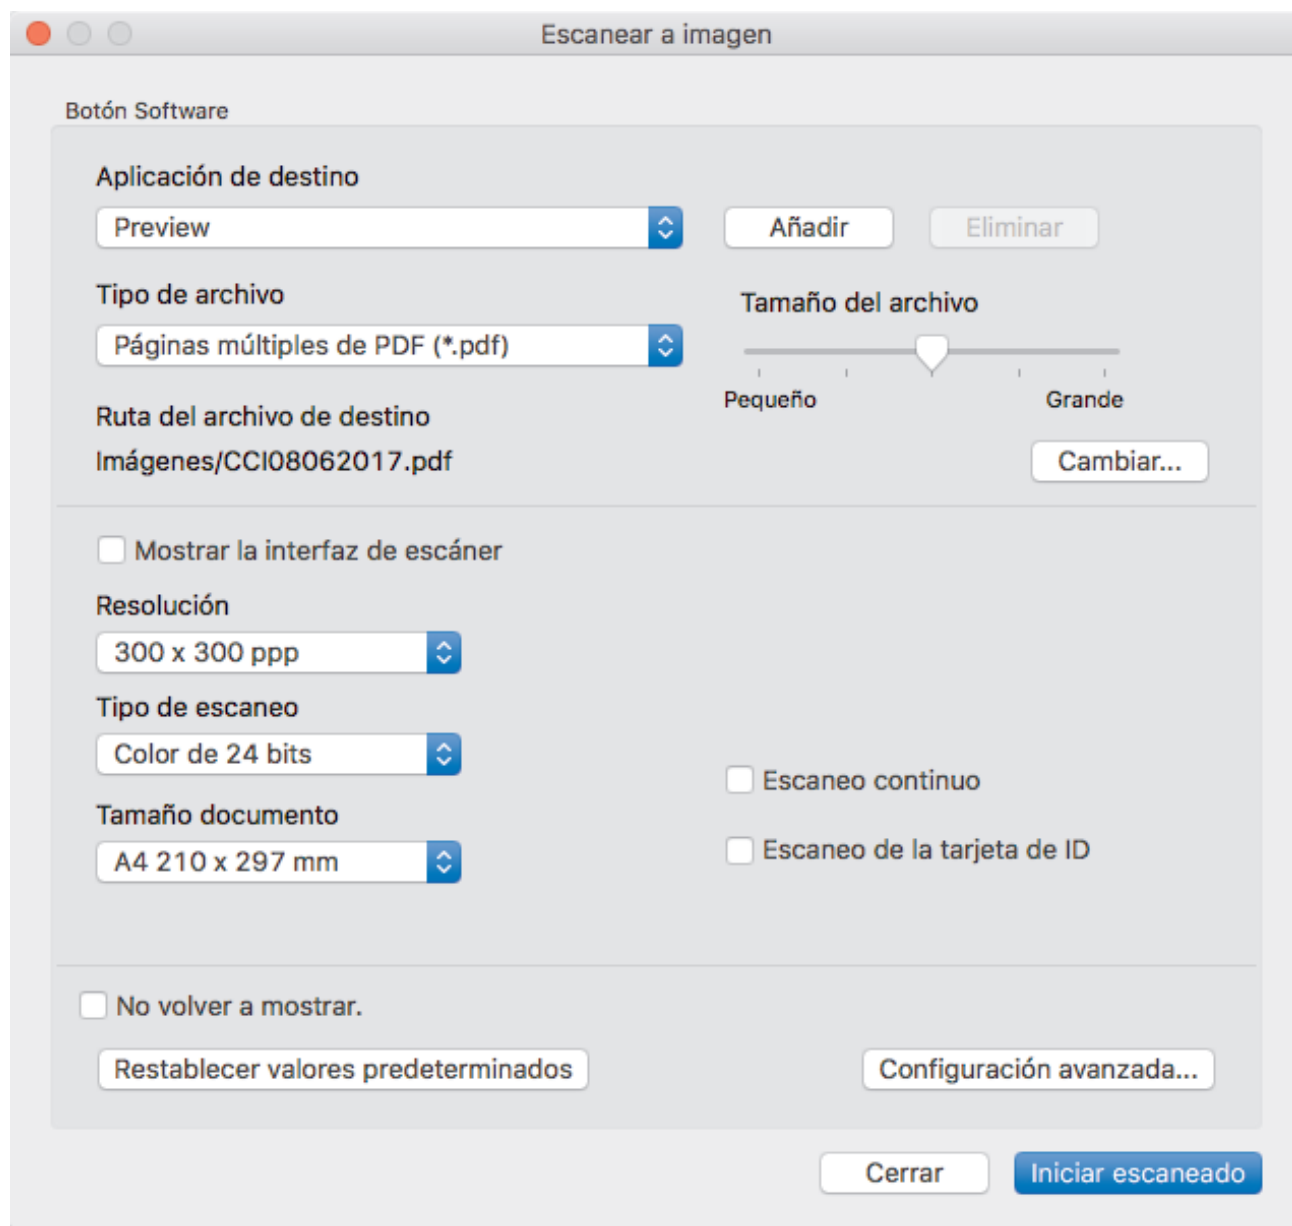 Escanear a imagen
Botón Software
Aplicación de destino
Preview
Añadir
Eliminar
Tipo de archivo
Tamaño del archivo
Páginas múltiples de PDF (*.pdf)
Pequeño
Grande
Ruta del archivo de destino
Imágenes/CCI08062017.pdf
Cambiar...
Mostrar la interfaz de escáner
Resolución
300 x 300 ppp
Tipo de escaneo
Color de 24 bits
Escaneo continuo
Tamaño documento
Escaneo de la tarjeta de ID
A4 210 x 297 mm
No volver a mostrar.
Restablecer valores predeterminados
Configuración avanzada...
Cerrar
Iniciar escaneado